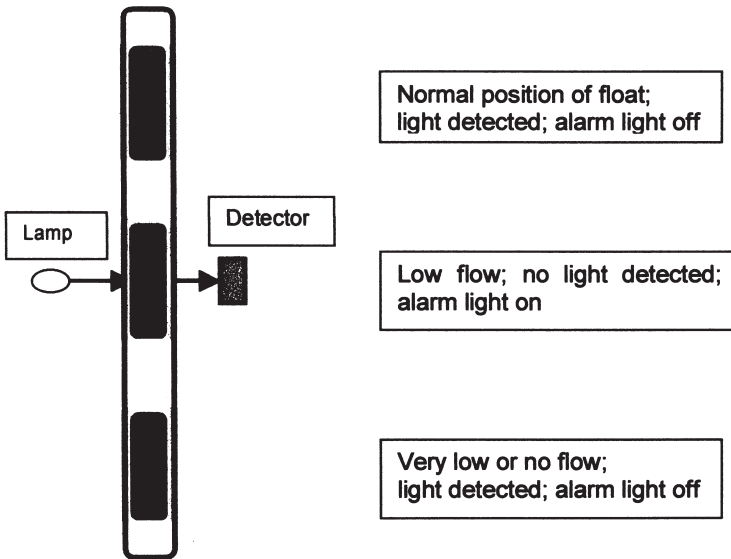 Normal position of float;
light detected; alarm light off
Lamp
Detector
Low flow; no light detected;
alarm light on
Very low or no flow;
light detected; alarm light off